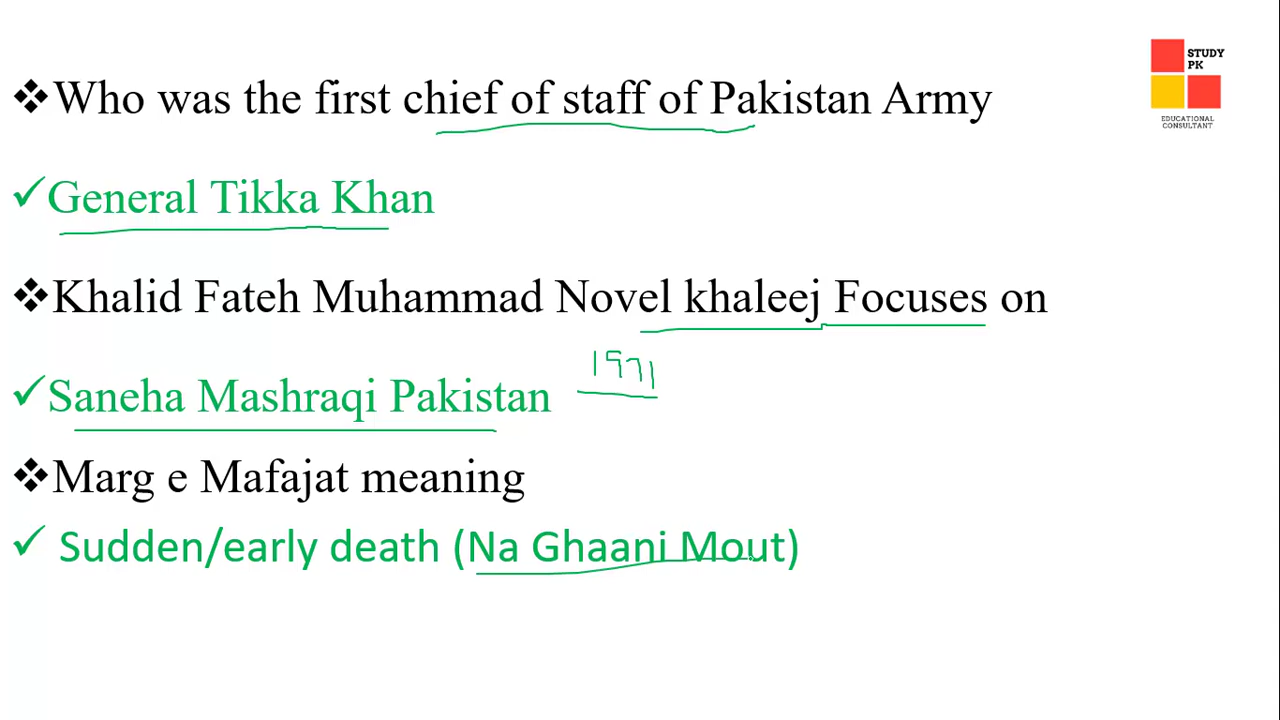 ❖Who was the first chief of staff of Pakistan Army
STUDY
PK
EDUCATIONAL
CONSULTANT
✓General Tikka Khan
❖Khalid Fateh Muhammad Novel khaleej Focuses on
1971
✓Saneha Mashraqi Pakistan
❖Marg e Mafajat meaning
✓ Sudden/early death (Na Ghaani Mout)